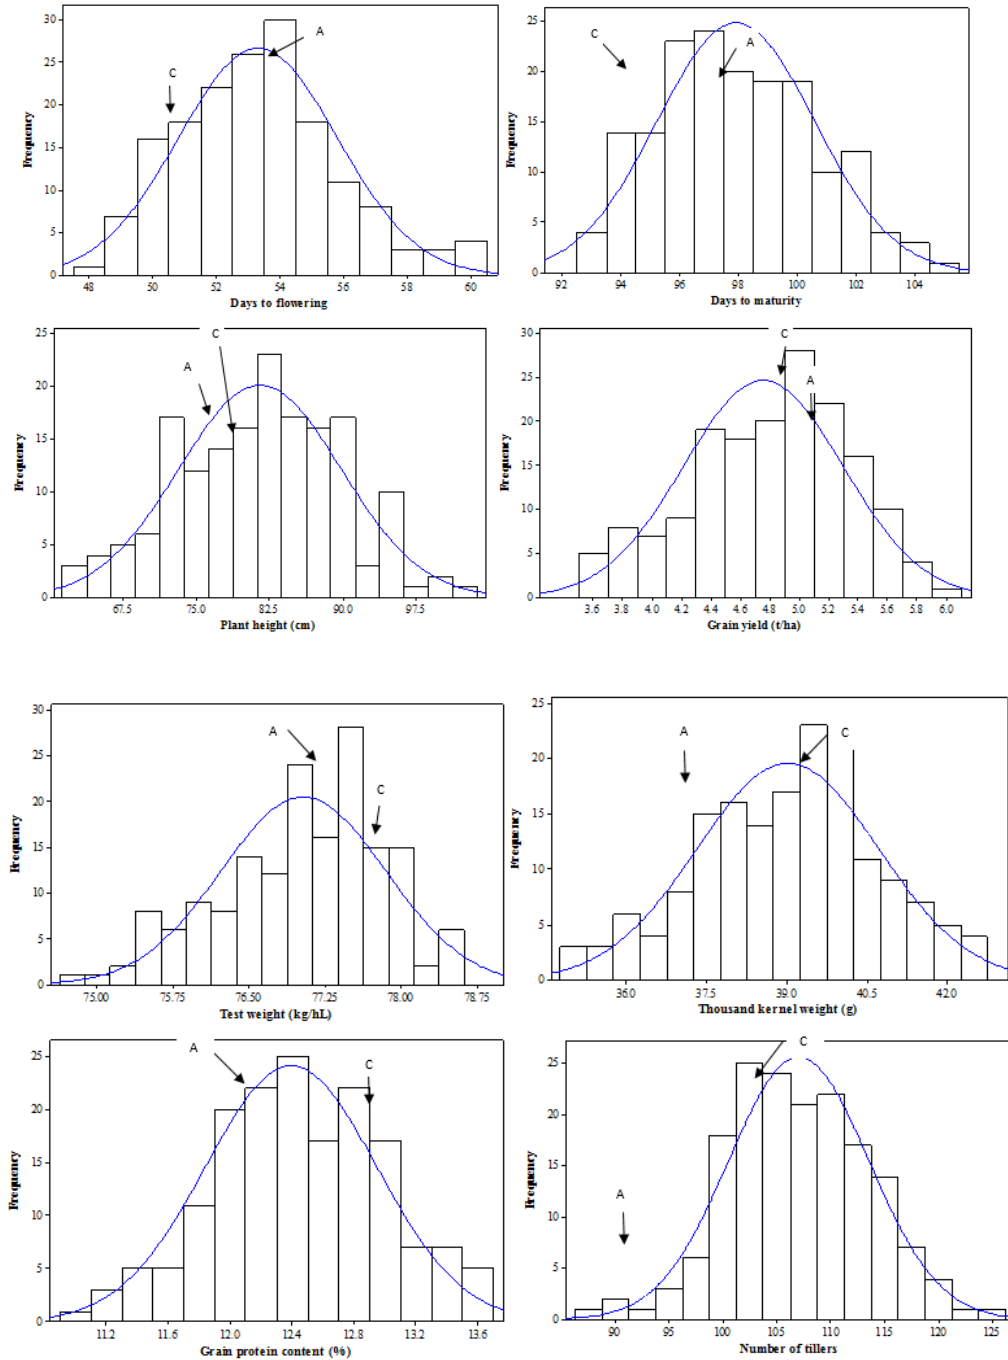 30
25
20
15
10
5
0
Frequency
A
C
48 50 52 54 56 58 60
Days to flowering
25
20
15
10
5
0
Frequency
C
A
92 94 96 98 100 102 104
Days to maturity
25
20
15
10
5
0
Frequency
C
A
67.5 75.0 82.5 90.0 97.5
Plant height (cm)
30
25
20
15
10
5
0
Frequency
C
A
3.6 3.8 4.0 4.2 4.4 4.6 4.8 5.0 5.2 5.4 5.6 5.8 6.0
Grain yield (t/ha)
30
25
20
15
10
5
0
Frequency
A
C
75.00 75.75 76.50 77.25 78.00 78.75
Test weight (kg/hL)
25
20
15
10
5
0
Frequency
A
C
36.0 37.5 39.0 40.5 42.0
Thousand kernel weight (g)
25
20
15
10
5
0
Frequency
A
C
11.2 11.6 12.0 12.4 12.8 13.2 13.6
Grain protein content (%)
25
20
15
10
5
0
Frequency
C
A
90 95 100 105 110 115 120 125
Number of tillers